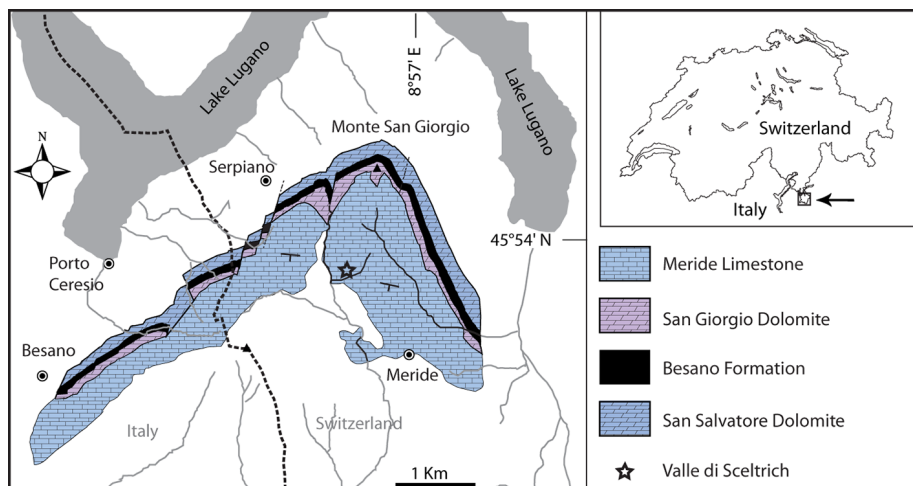 Lake Lugano
8°57' E
Lake Lugano
N
Monte San Giorgio
Serpiano
45°54' N
Porto
Ceresio
Besano
Meride
Italy
Switzerland
1 Km
Switzerland
Italy
Meride Limestone
San Giorgio Dolomite
Besano Formation
San Salvatore Dolomite
Valle di Sceltrich